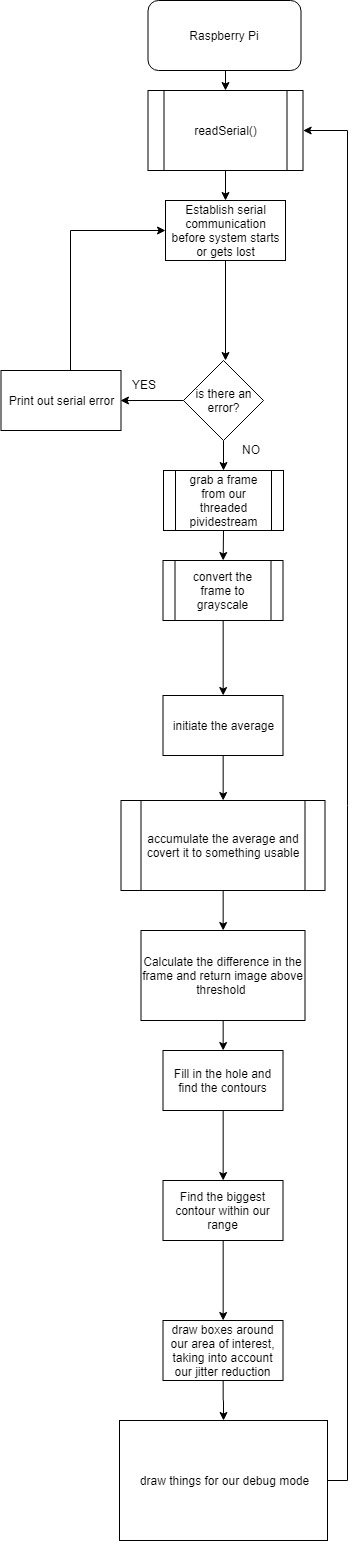 Raspberry Pi
readSerial()
Establish serial
communication
before system starts
or gets lost
is there an
error?
YES
Print out serial error
NO
grab a frame
from our
threaded
pividestream
convert the
frame to
grayscale
initiate the average
accumulate the average and
covert it to something usable
Calculate the difference in the
frame and return image above
threshold
Fill in the hole and
find the contours
Find the biggest
contour within our
range
draw boxes around
our area of interest,
taking into account
our jitter reduction
draw things for our debug mode